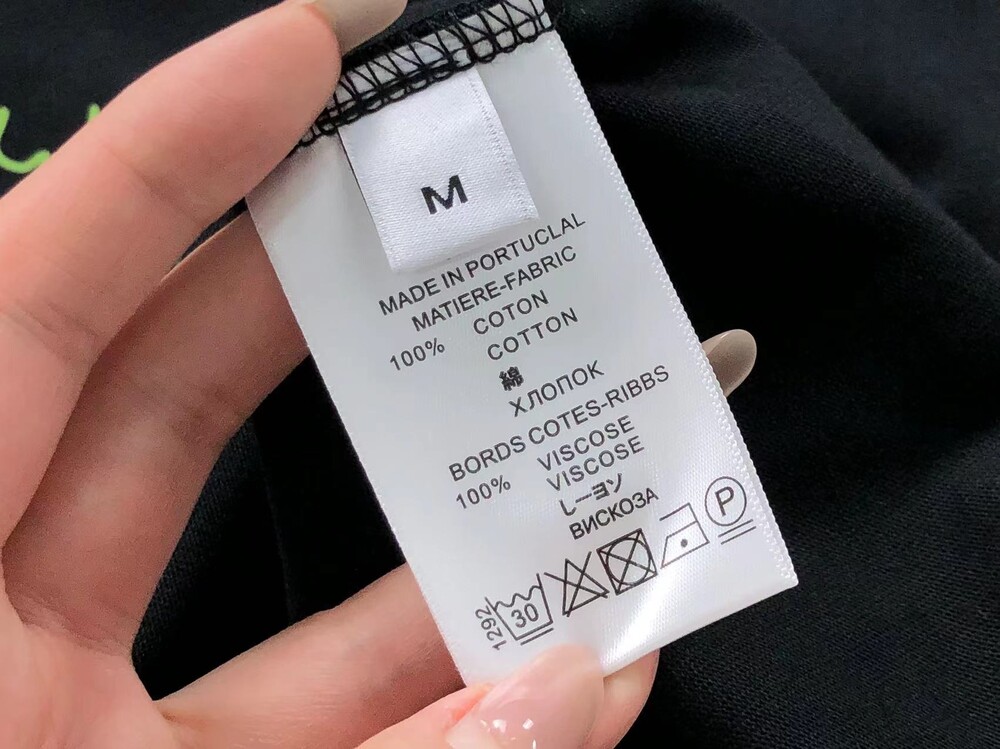 M
MADE IN PORTUCLAL
MATIERE-FABRIC
COTON
100% COTTON
綿
ХЛОПОК
BORDS COTES-RIBBS
VISCOSE
100% VISCOSE
レーヨン
ВИСКОЗА
1292 30 P